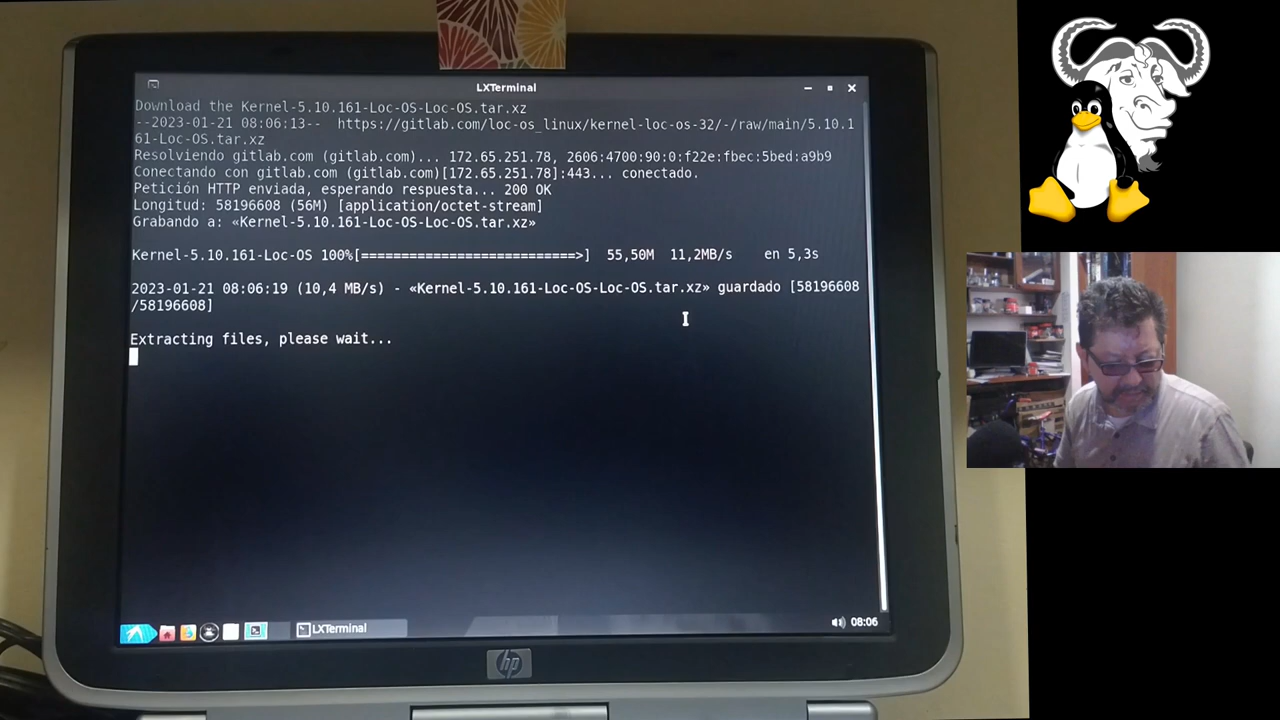 LXTerminal
Download the Kernel-5.10.161-Loc-OS-Loc-OS.tar.xz
--2023-01-21 08:06:13-- https://gitlab.com/loc-os_linux/kernel-loc-os-32/-/raw/main/5.10.1
61-Loc-OS.tar.xz
Resolviendo gitlab.com (gitlab.com)... 172.65.251.78, 2606:4700:90:0:f22e:fbec:5bed:a9b9
Conectando con gitlab.com (gitlab.com)[172.65.251.78]:443... conectado.
Petición HTTP enviada, esperando respuesta... 200 OK
Longitud: 58196608 (56M) [application/octet-stream]
Grabando a: «Kernel-5.10.161-Loc-OS-Loc-OS.tar.xz»
Kernel-5.10.161-Loc-OS 100%[===========================>] 55,50M 11,2MB/s en 5,3s
2023-01-21 08:06:19 (10,4 MB/s) - «Kernel-5.10.161-Loc-OS-Loc-OS.tar.xz» guardado [58196608
/58196608]
Extracting files, please wait...
LXTerminal
08:06
hp